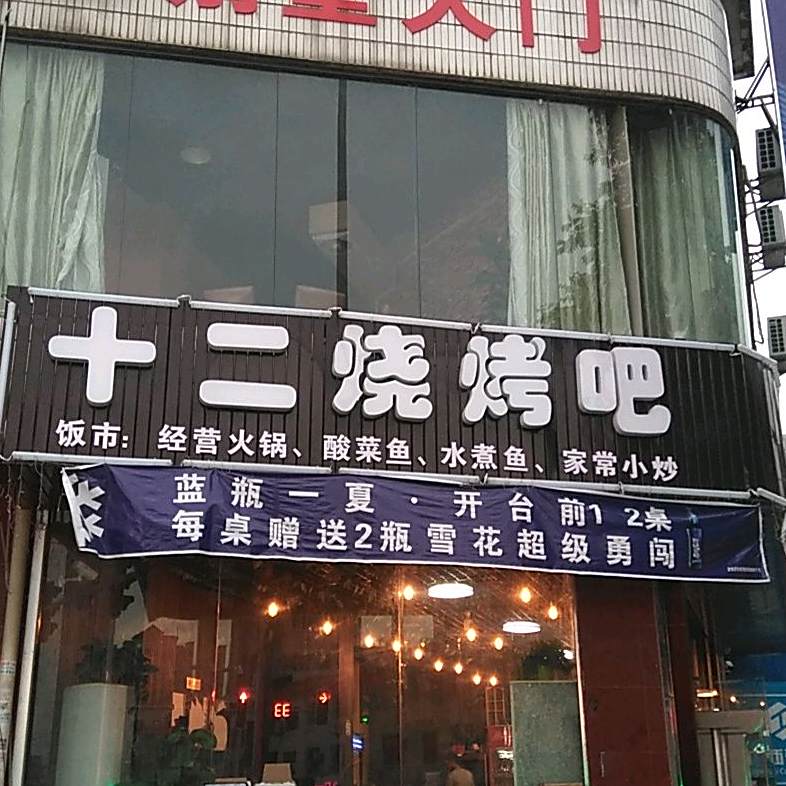 门
十二烧烤吧
饭市：经营火锅、酸菜鱼、水煮鱼、家常小炒
蓝瓶一夏·开台前12桌
每桌赠送2瓶雪花超级勇闯